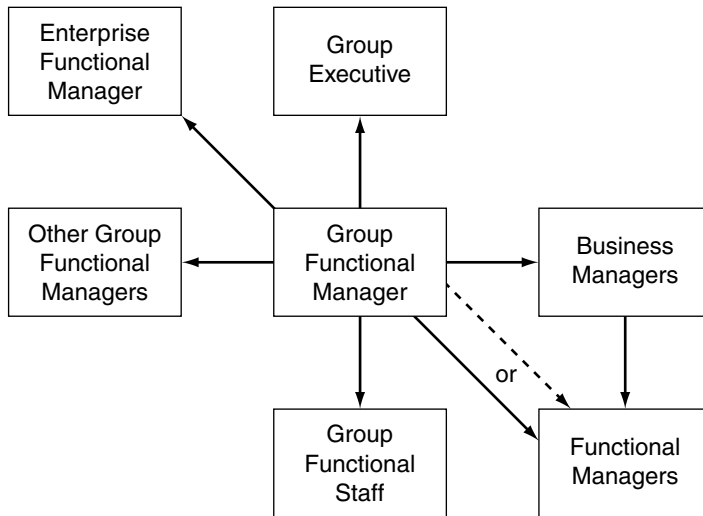 Enterprise
Functional
Manager
Group
Executive
Other Group
Functional
Managers
Group
Functional
Manager
Business
Managers
or
Group
Functional
Staff
Functional
Managers